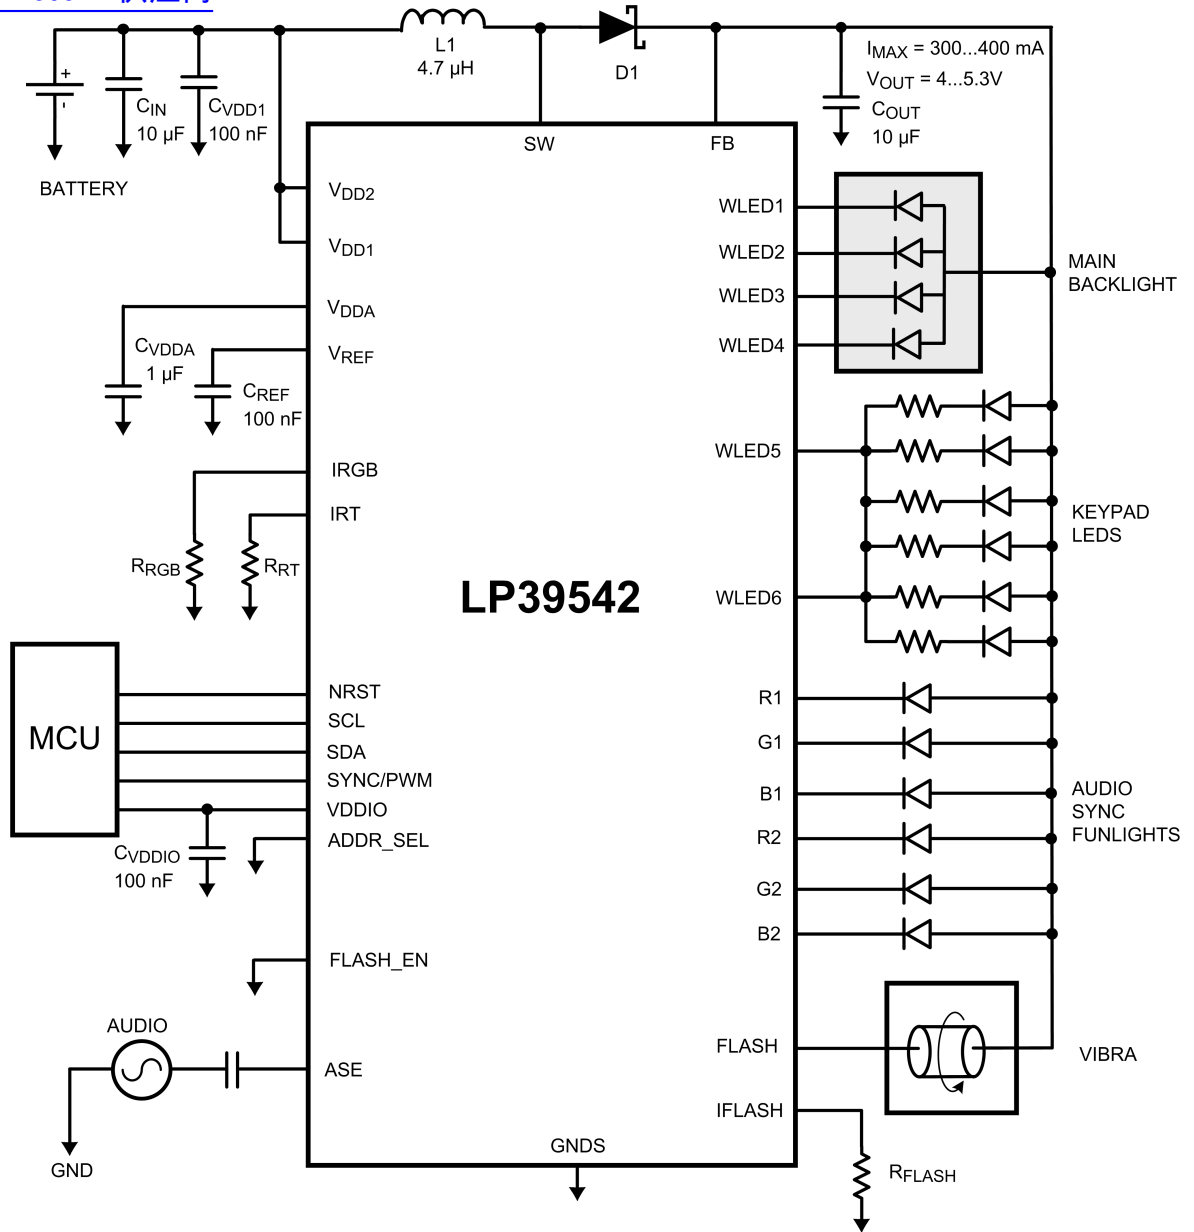 L1
4.7 µH
D1
IMAX = 300...400 mA
VOUT = 4...5.3V
COUT
10 µF
+
-
CIN
10 µF
CVDD1
100 nF
BATTERY
SW
FB
VDD2
VDD1
VDDA
VREF
CVDDA
1 µF
CREF
100 nF
IRGB
IRT
RRGB
RRT
LP39542
MCU
NRST
SCL
SDA
SYNC/PWM
VDDIO
ADDR_SEL
CVDDIO
100 nF
FLASH_EN
AUDIO
ASE
GND
GNDS
WLED1
WLED2
WLED3
WLED4
MAIN
BACKLIGHT
WLED5
WLED6
KEYPAD
LEDS
R1
G1
B1
R2
G2
B2
AUDIO
SYNC
FUNLIGHTS
FLASH
VIBRA
IFLASH
RFLASH